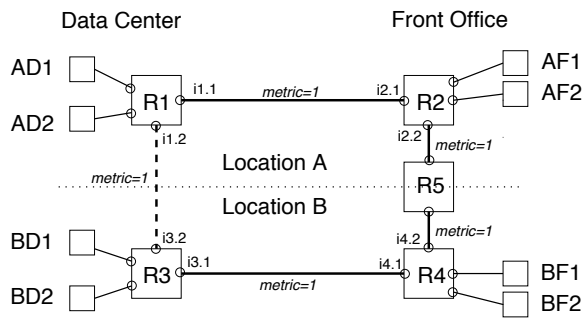 Data Center Front Office
AD1 AF1
R1 i1.1 metric=1 i2.1 R2
AF2
AD2 i1.2 i2.2
metric=1
metric=1 Location A R5
Location B
BD1 i3.2 i4.2 metric=1
R3 i3.1 metric=1 i4.1 R4 BF1
BD2 BF2